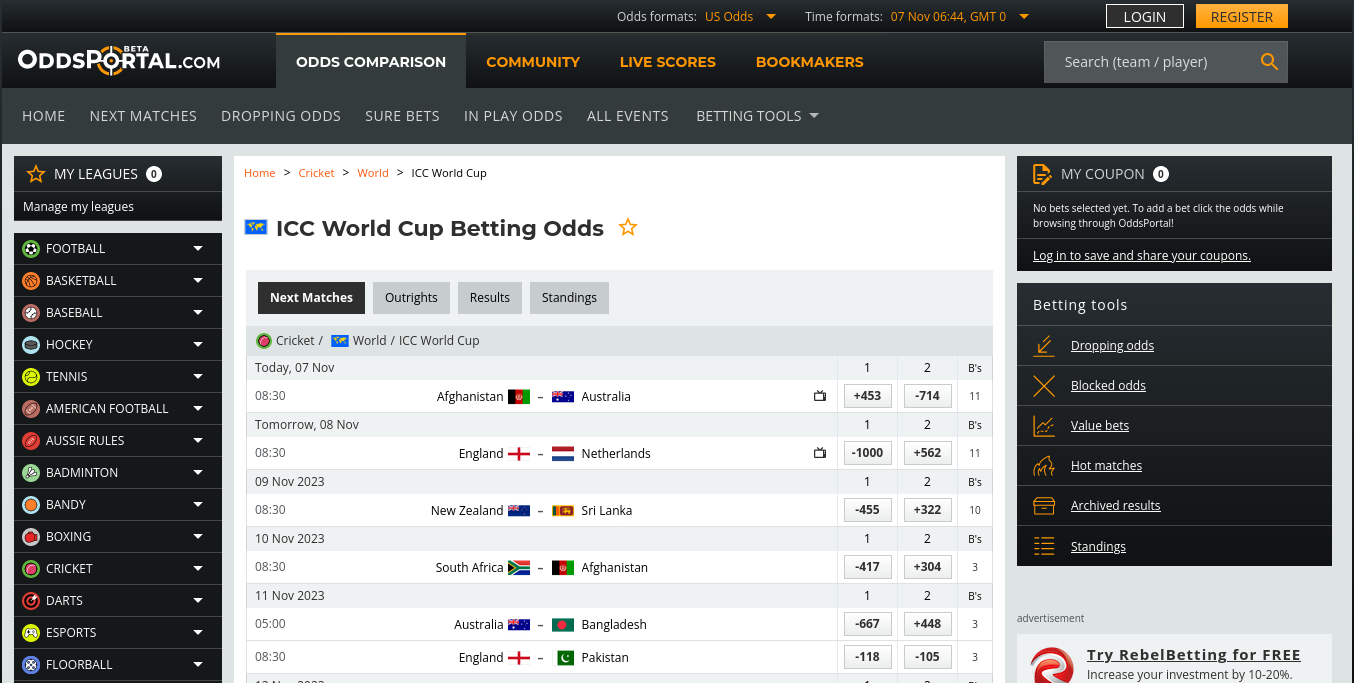 Odds formats: US Odds Time formats: 07 Nov 06:44, GMT 0 LOGIN REGISTER
ODDSPORTAL.COM BETA ODDS COMPARISON COMMUNITY LIVE SCORES BOOKMAKERS Search (team / player)
HOME NEXT MATCHES DROPPING ODDS SURE BETS IN PLAY ODDS ALL EVENTS BETTING TOOLS
MY LEAGUES 0
Manage my leagues
FOOTBALL
BASKETBALL
BASEBALL
HOCKEY
TENNIS
AMERICAN FOOTBALL
AUSSIE RULES
BADMINTON
BANDY
BOXING
CRICKET
DARTS
ESPORTS
FLOORBALL
Home > Cricket > World > ICC World Cup
ICC World Cup Betting Odds
Next Matches Outrights Results Standings
Cricket / World / ICC World Cup
Today, 07 Nov 1 2 B's
08:30 Afghanistan – Australia +453 -714 11
Tomorrow, 08 Nov 1 2 B's
08:30 England – Netherlands -1000 +562 11
09 Nov 2023 1 2 B's
08:30 New Zealand – Sri Lanka -455 +322 10
10 Nov 2023 1 2 B's
08:30 South Africa – Afghanistan -417 +304 3
11 Nov 2023 1 2 B's
05:00 Australia – Bangladesh -667 +448 3
08:30 England – Pakistan -118 -105 3
MY COUPON 0
No bets selected yet. To add a bet click the odds while
browsing through OddsPortal!
Log in to save and share your coupons.
Betting tools
Dropping odds
Blocked odds
Value bets
Hot matches
Archived results
Standings
advertisement
Try RebelBetting for FREE
Increase your investment by 10-20%.